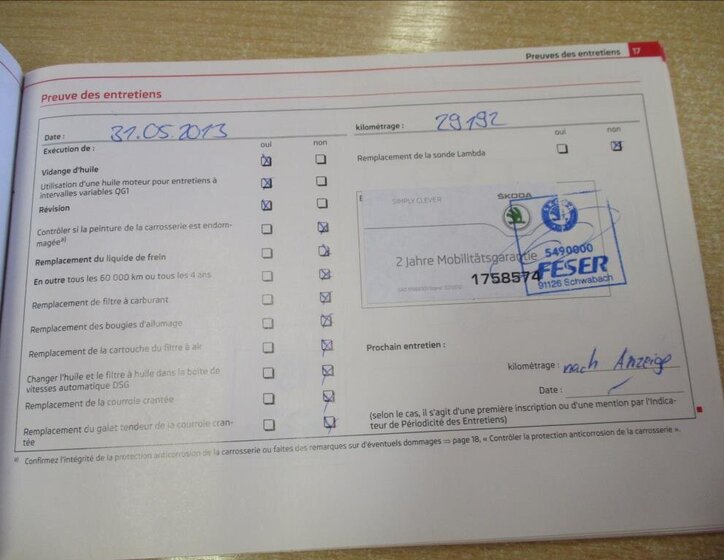 Preuves des entretiens 17
Preuve des entretiens
Date : 31.05.2013
kilométrage : 29192
Exécution de : oui non
oui non
Vidange d'huile
Remplacement de la sonde Lambda
Utilisation d'une huile moteur pour entretiens à
intervalles variables QG1
Révision
Contrôler si la peinture de la carrosserie est endom-
magéea)
Remplacement du liquide de frein
En outre tous les 60 000 km ou tous les 4 ans
Remplacement de filtre à carburant
Remplacement des bougies d'allumage
Remplacement de la cartouche du filtre à air
Changer l'huile et le filtre à huile dans la boîte de
vitesses automatique DSG
Remplacement de la courroie crantée
Remplacement du galet tendeur de la courroie cran-
tée
SIMPLY CLEVER
ŠKODA
2 Jahre Mobilitätsgarantie
1758574
5490000
FESER
91126 Schwabach
Prochain entretien :
kilométrage : nach Anzeige
Date :
(selon le cas, il s'agit d'une première inscription ou d'une mention par l'Indica-
teur de Périodicité des Entretiens)
a) Confirmez l'intégrité de la protection anticorrosion de la carrosserie ou faites des remarques sur d'éventuels dommages ⇒ page 18, « Contrôler la protection anticorrosion de la carrosserie ».